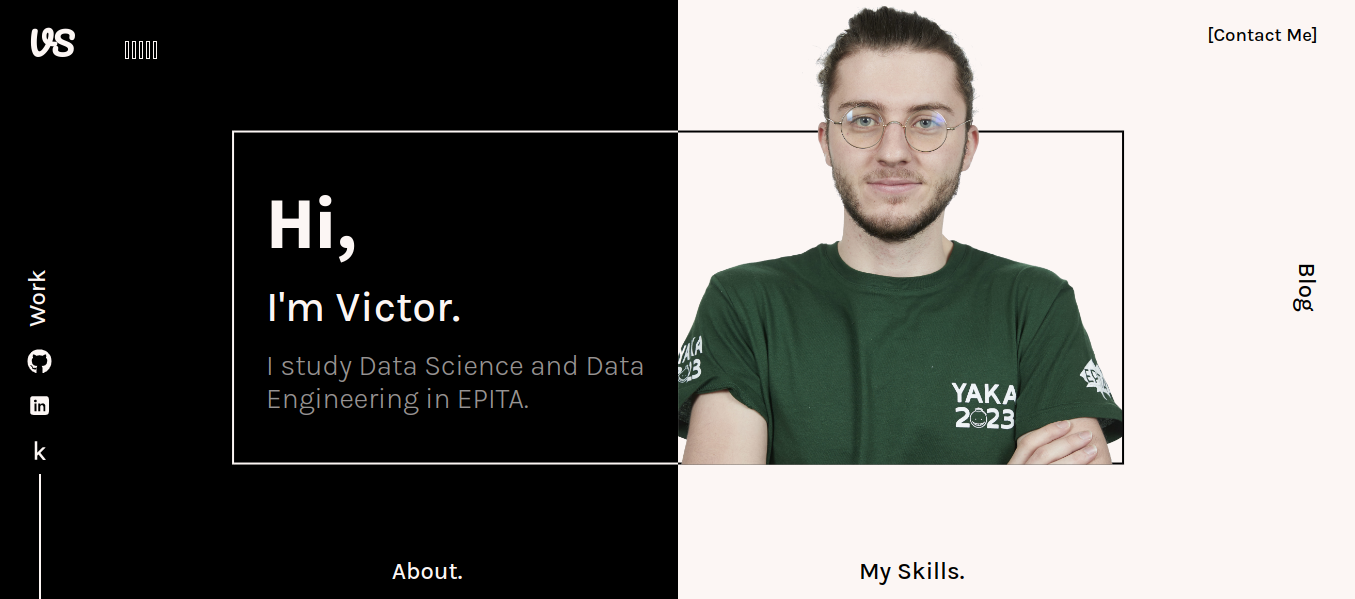 VS
[Contact Me]
Hi,
I'm Victor.
I study Data Science and Data
Engineering in EPITA.
Work
in
k
Blog
YAKA
2023
YAKA
2023
About.
My Skills.